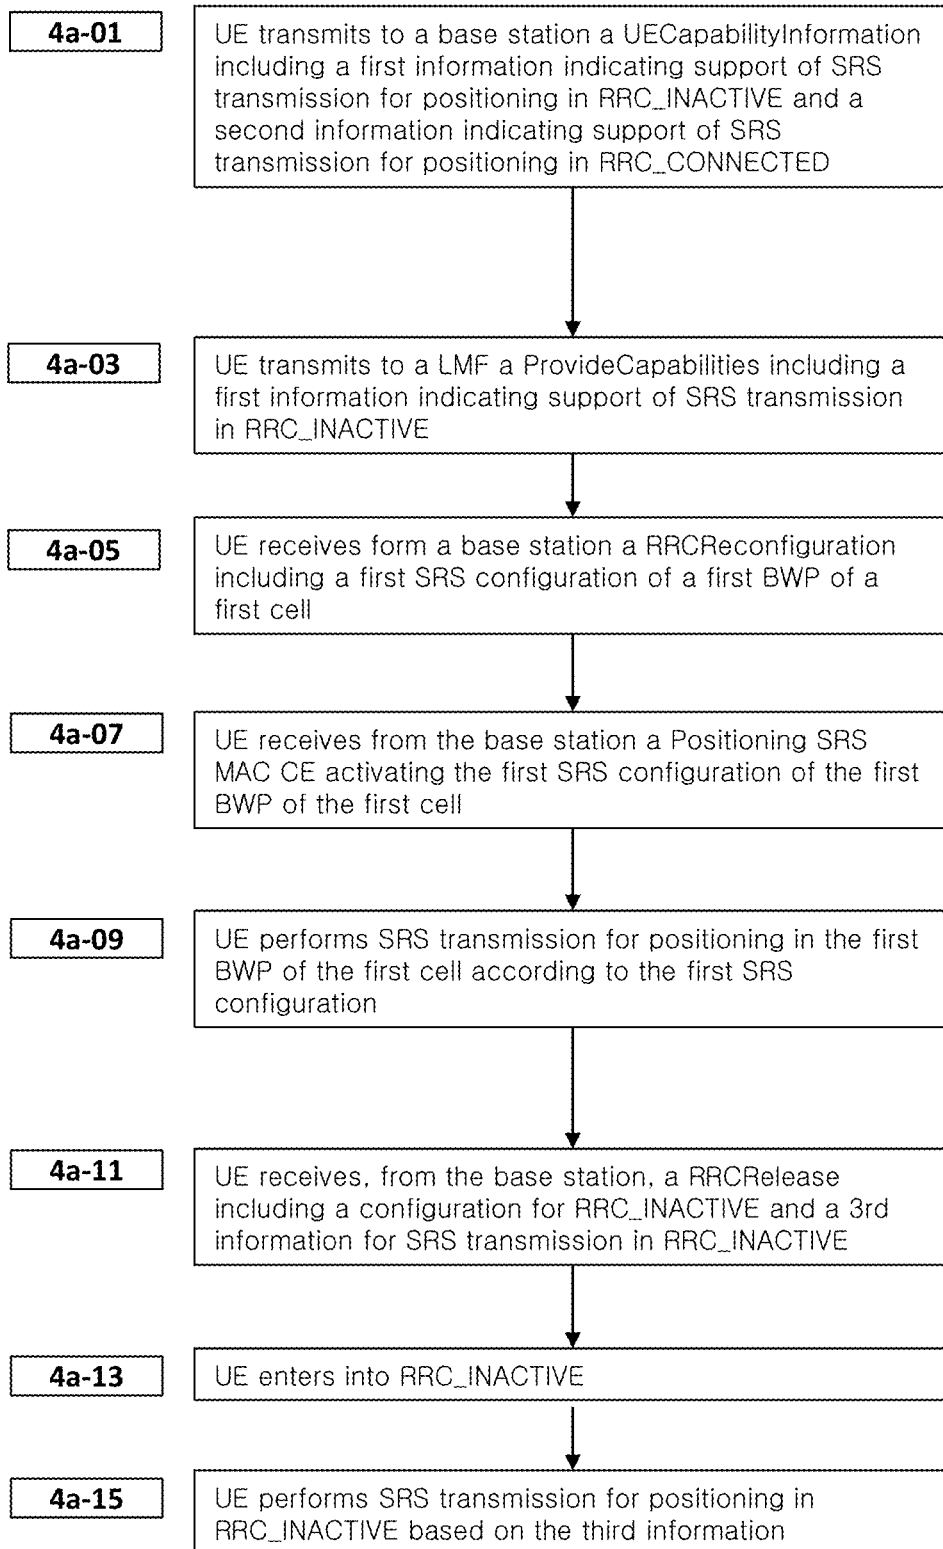 4a-01
UE transmits to a base station a UECapabilityInformation
including a first information indicating support of SRS
transmission for positioning in RRC_INACTIVE and a
second information indicating support of SRS
transmission for positioning in RRC_CONNECTED
4a-03
UE transmits to a LMF a ProvideCapabilities including a
first information indicating support of SRS transmission
in RRC_INACTIVE
4a-05
UE receives form a base station a RRCReconfiguration
including a first SRS configuration of a first BWP of a
first cell
4a-07
UE receives from the base station a Positioning SRS
MAC CE activating the first SRS configuration of the first
BWP of the first cell
4a-09
UE performs SRS transmission for positioning in the first
BWP of the first cell according to the first SRS
configuration
4a-11
UE receives, from the base station, a RRCRelease
including a configuration for RRC_INACTIVE and a 3rd
information for SRS transmission in RRC_INACTIVE
4a-13
UE enters into RRC_INACTIVE
4a-15
UE performs SRS transmission for positioning in
RRC_INACTIVE based on the third information